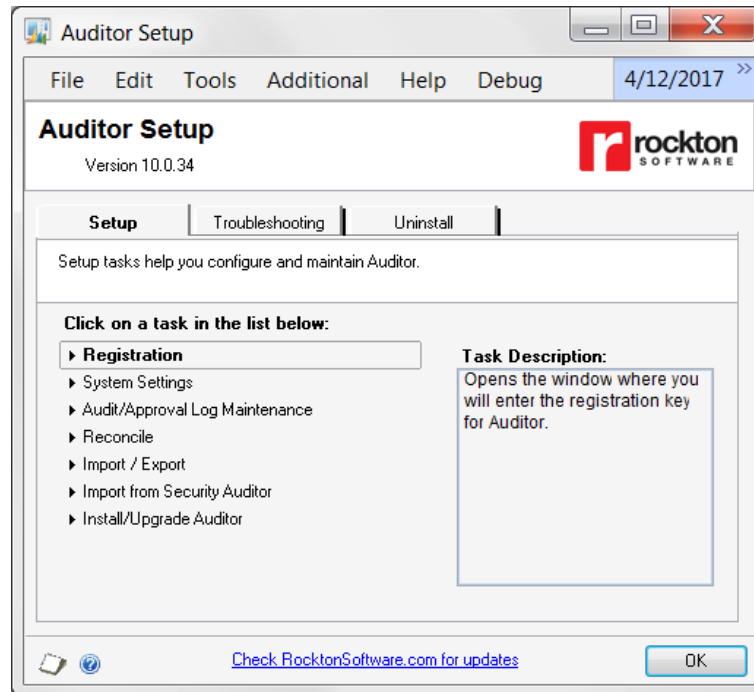 Auditor Setup
File Edit Tools Additional Help Debug 4/12/2017 »
Auditor Setup
Version 10.0.34
rockton
SOFTWARE
Setup Troubleshooting Uninstall
Setup tasks help you configure and maintain Auditor.
Click on a task in the list below:
Registration
System Settings
Audit/Approval Log Maintenance
Reconcile
Import / Export
Import from Security Auditor
Install/Upgrade Auditor
Task Description:
Opens the window where you
will enter the registration key
for Auditor.
Check RocktonSoftware.com for updates
OK